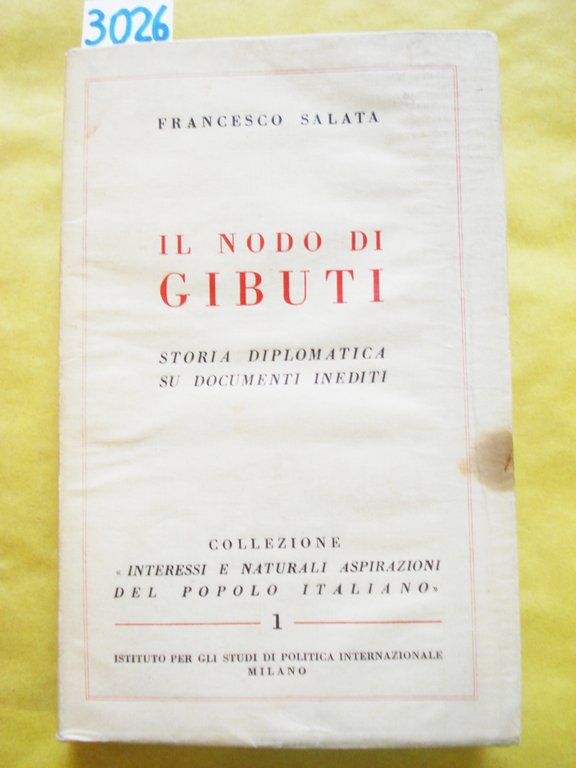 3026
FRANCESCO SALATA
IL NODO DI
GIBUTI
STORIA DIPLOMATICA
SU DOCUMENTI INEDITI
COLLEZIONE
« INTERESSI E NATURALI ASPIRAZIONI
DEL POPOLO ITALIANO»
1
ISTITUTO PER GLI STUDI DI POLITICA INTERNAZIONALE
MILANO